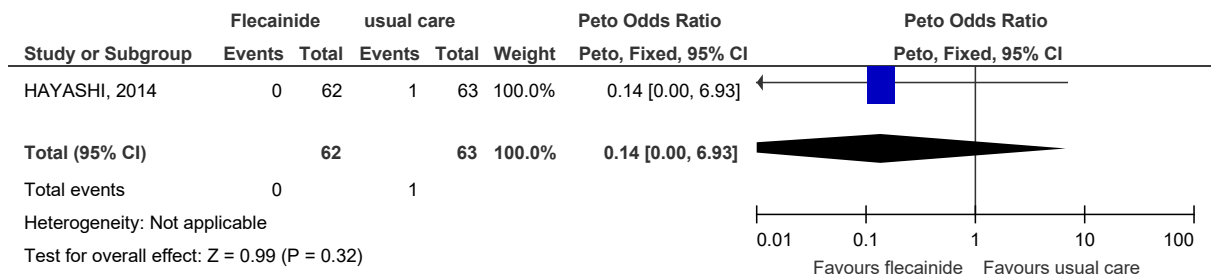 Flecainide usual care Peto Odds Ratio Peto Odds Ratio
Study or Subgroup Events Total Events Total Weight Peto, Fixed, 95% CI Peto, Fixed, 95% CI
HAYASHI, 2014 0 62 1 63 100.0% 0.14 [0.00, 6.93]
Total (95% CI) 62 63 100.0% 0.14 [0.00, 6.93]
Total events 0 1
Heterogeneity: Not applicable
Test for overall effect: Z = 0.99 (P = 0.32)
0.01 0.1 1 10 100
Favours flecainide Favours usual care